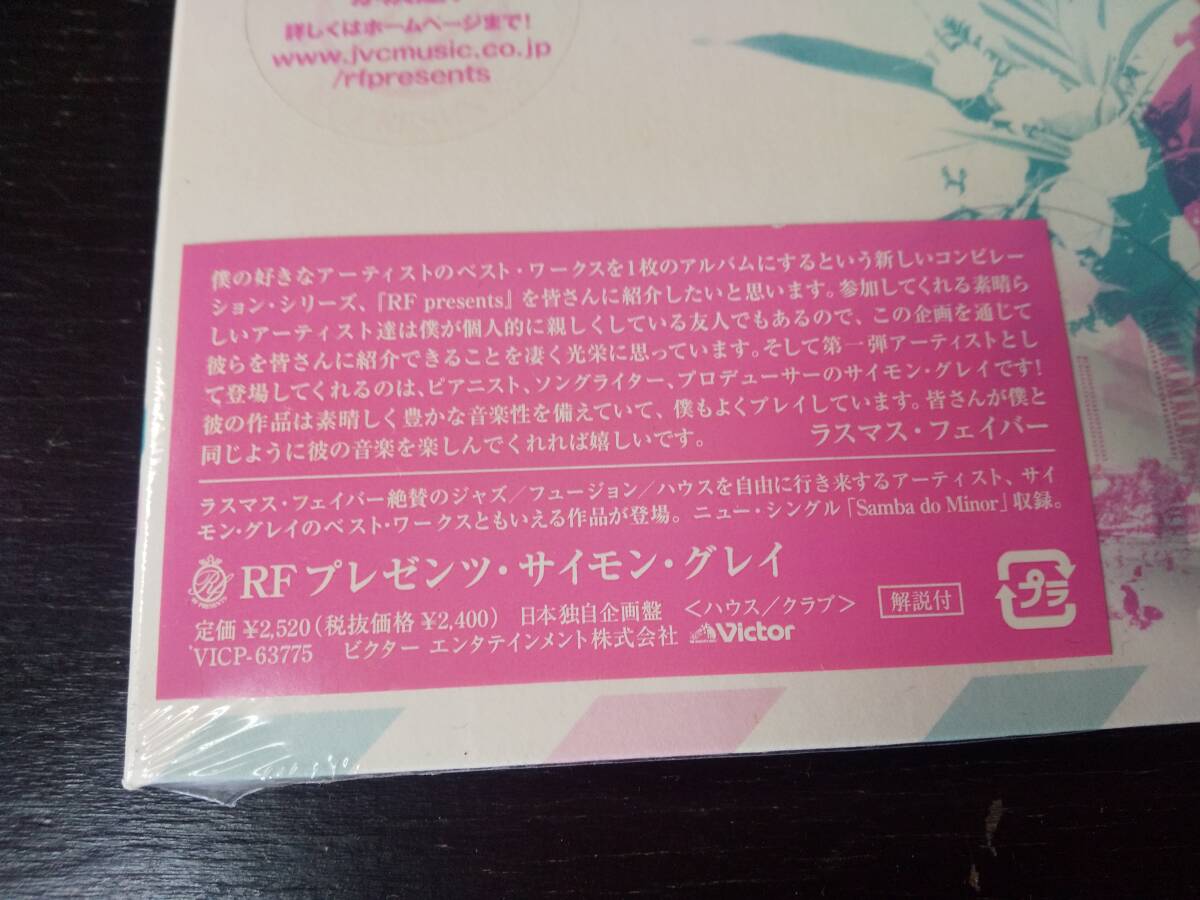 詳しくはホームページまで!
www.jvcmusic.co.jp
/rfpresents
僕の好きなアーティストのベスト・ワークスを1枚のアルバムにするという新しいコンピレー
ション・シリーズ、『RF presents』を皆さんに紹介したいと思います。参加してくれる素晴ら
しいアーティスト達は僕が個人的に親しくしている友人でもあるので、この企画を通じて
彼らを皆さんに紹介できることを凄く光栄に思っています。そして第一弾アーティストとし
て登場してくれるのは、ピアニスト、ソングライター、プロデューサーのサイモン・グレイです!
彼の作品は素晴しく豊かな音楽性を備えていて、僕もよくプレイしています。皆さんが僕と
同じように彼の音楽を楽しんでくれれば嬉しいです。 ラスマス・フェイバー
ラスマス・フェイバー絶賛のジャズ/フュージョン/ハウスを自由に行き来するアーティスト、サイ
モン・グレイのベスト・ワークスともいえる作品が登場。ニュー・シングル「Samba do Minor」収録。
RFプレゼンツ・サイモン・グレイ
定価 ¥2,520(税抜価格 ¥2,400) 日本独自企画盤 <ハウス/クラブ> 解説付 プラ
VICP-63775 ビクター エンタテインメント株式会社 Victor